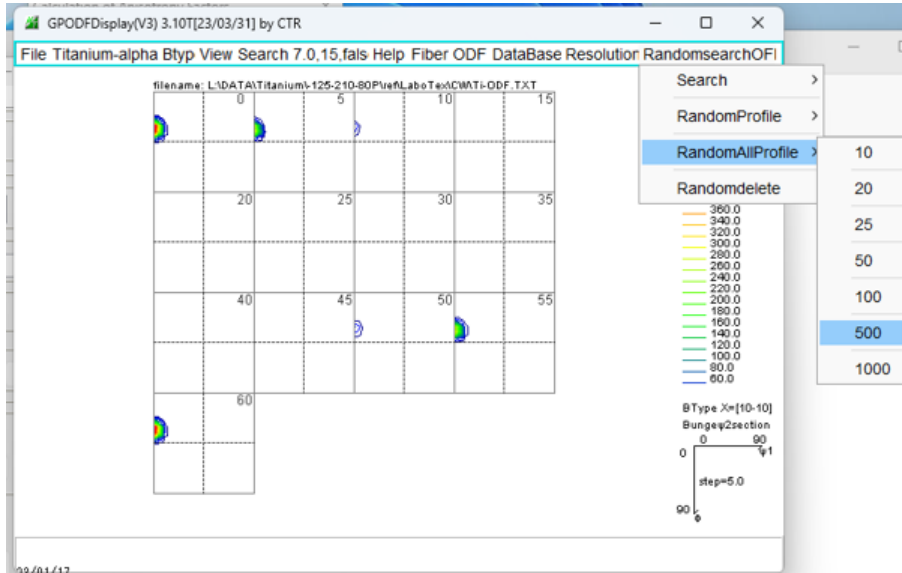 GPODFDisplay(V3) 3.10T[23/03/31] by CTR
File Titanium-alpha Btyp View Search 7.0,15,fals Help Fiber ODF DataBase Resolution RandomsearchOFI
filename: L:\DATA\Titanium\-125-210-80P\ref\LaboTex\CW\Ti-ODF.TXT
0 5 10 15
20 25 30 35
40 45 50 55
60
Search
RandomProfile
RandomAllProfile
Randomdelete
10
20
25
50
100
500
1000
360.0
340.0
320.0
300.0
280.0
260.0
240.0
220.0
200.0
180.0
160.0
140.0
120.0
100.0
80.0
60.0
BType X=[10-10]
Bungeφ2section
0 90
0 φ1
step=5.0
90